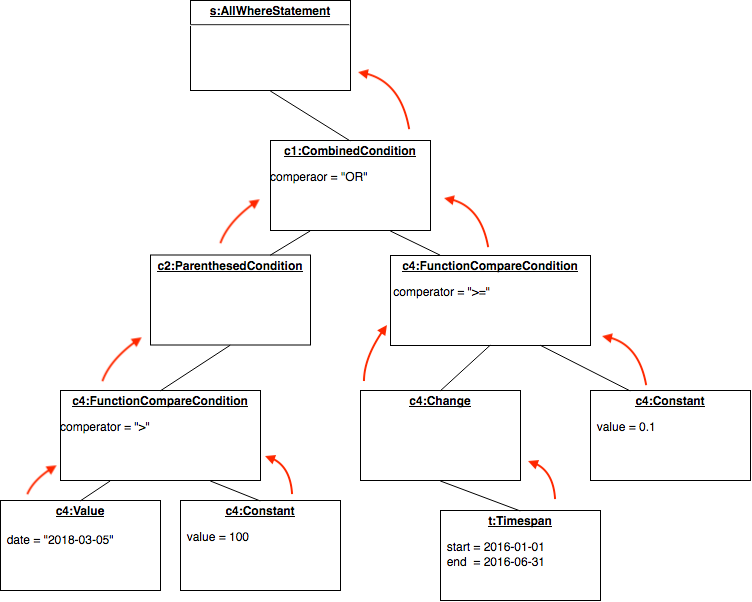 s:AllWhereStatement
c1:CombinedCondition
comperaor = "OR"
c2:ParenthesedCondition
c4:FunctionCompareCondition
comperator = ">="
c4:FunctionCompareCondition
comperator = ">"
c4:Change
c4:Constant
value = 0.1
c4:Value
date = "2018-03-05"
c4:Constant
value = 100
t:Timespan
start = 2016-01-01
end = 2016-06-31